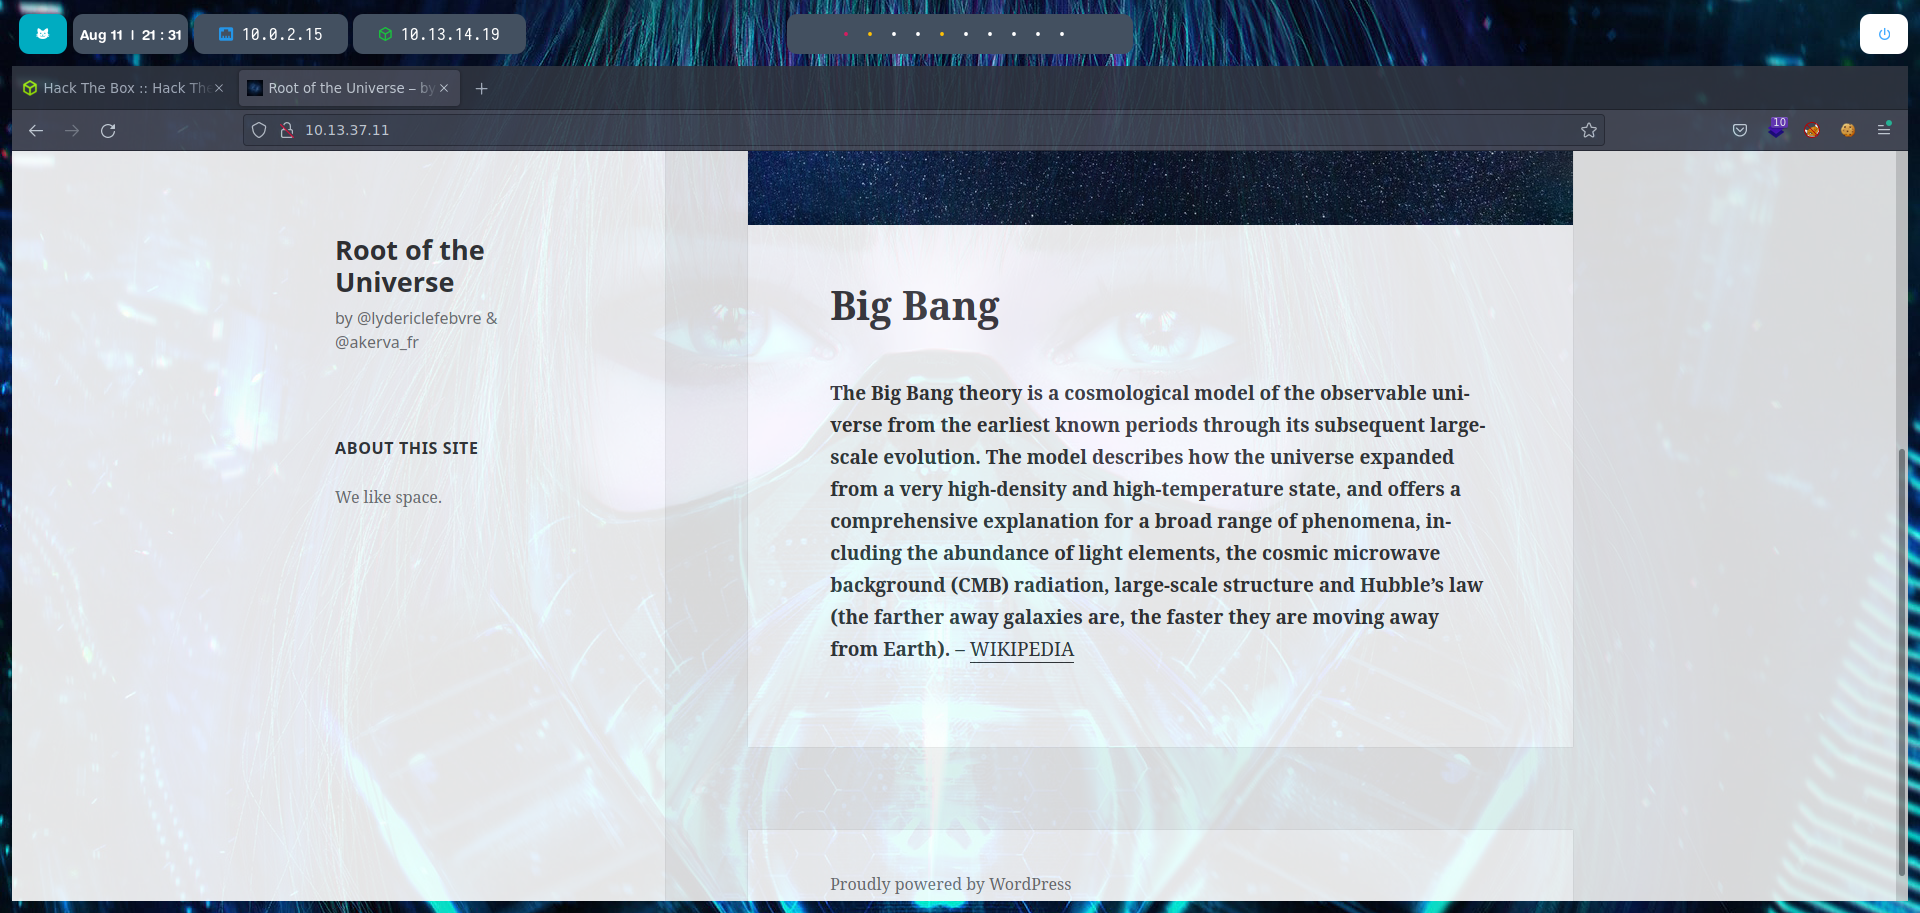 Aug 11 | 21 : 31
10.0.2.15
10.13.14.19
Hack The Box :: Hack The
Root of the Universe – by
10.13.37.11
10
Root of the
Universe
by @lydericlefebvre &
@akerva_fr
ABOUT THIS SITE
We like space.
Big Bang
The Big Bang theory is a cosmological model of the observable uni-
verse from the earliest known periods through its subsequent large-
scale evolution. The model describes how the universe expanded
from a very high-density and high-temperature state, and offers a
comprehensive explanation for a broad range of phenomena, in-
cluding the abundance of light elements, the cosmic microwave
background (CMB) radiation, large-scale structure and Hubble’s law
(the farther away galaxies are, the faster they are moving away
from Earth). – WIKIPEDIA
Proudly powered by WordPress